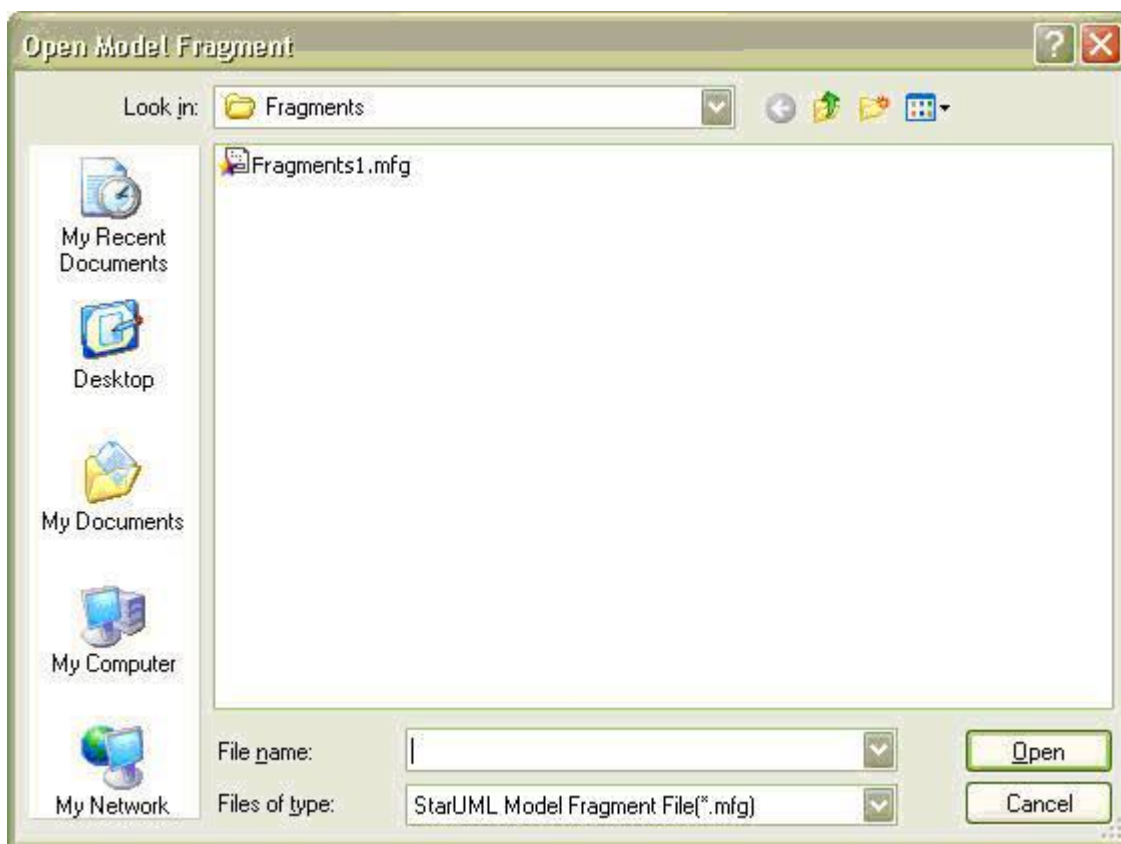 Open Model Fragment
Look in: Fragments
Fragments1.mfg
My Recent
Documents
Desktop
My Documents
My Computer
My Network
File name:
Open
Files of type: StarUML Model Fragment File(*.mfg)
Cancel